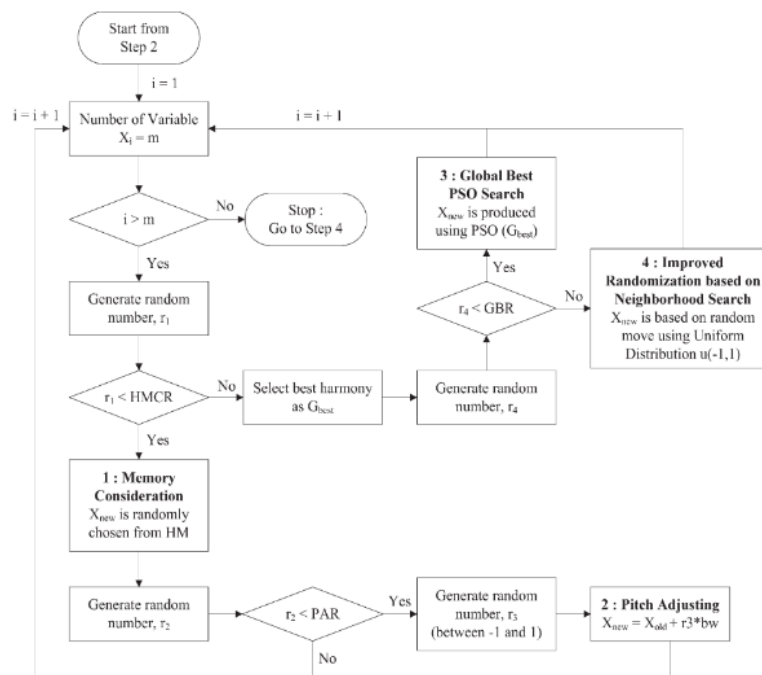 Start from
Step 2
i = 1
i = i + 1
i = i + 1
Number of Variable
Xi = m
3 : Global Best
PSO Search
Xnew is produced
using PSO (Gbest)
i > m
No
Stop :
Go to Step 4
Yes
Yes
4 : Improved
Randomization based on
Neighborhood Search
Xnew is based on random
move using Uniform
Distribution u(-1,1)
Generate random
number, r1
r4 < GBR
No
r1 < HMCR
No
Select best harmony
as Gbest
Generate random
number, r4
Yes
1 : Memory
Consideration
Xnew is randomly
chosen from HM
Generate random
number, r2
r2 < PAR
Yes
Generate random
number, r3
(between -1 and 1)
2 : Pitch Adjusting
Xnew = Xold + r3*bw
No